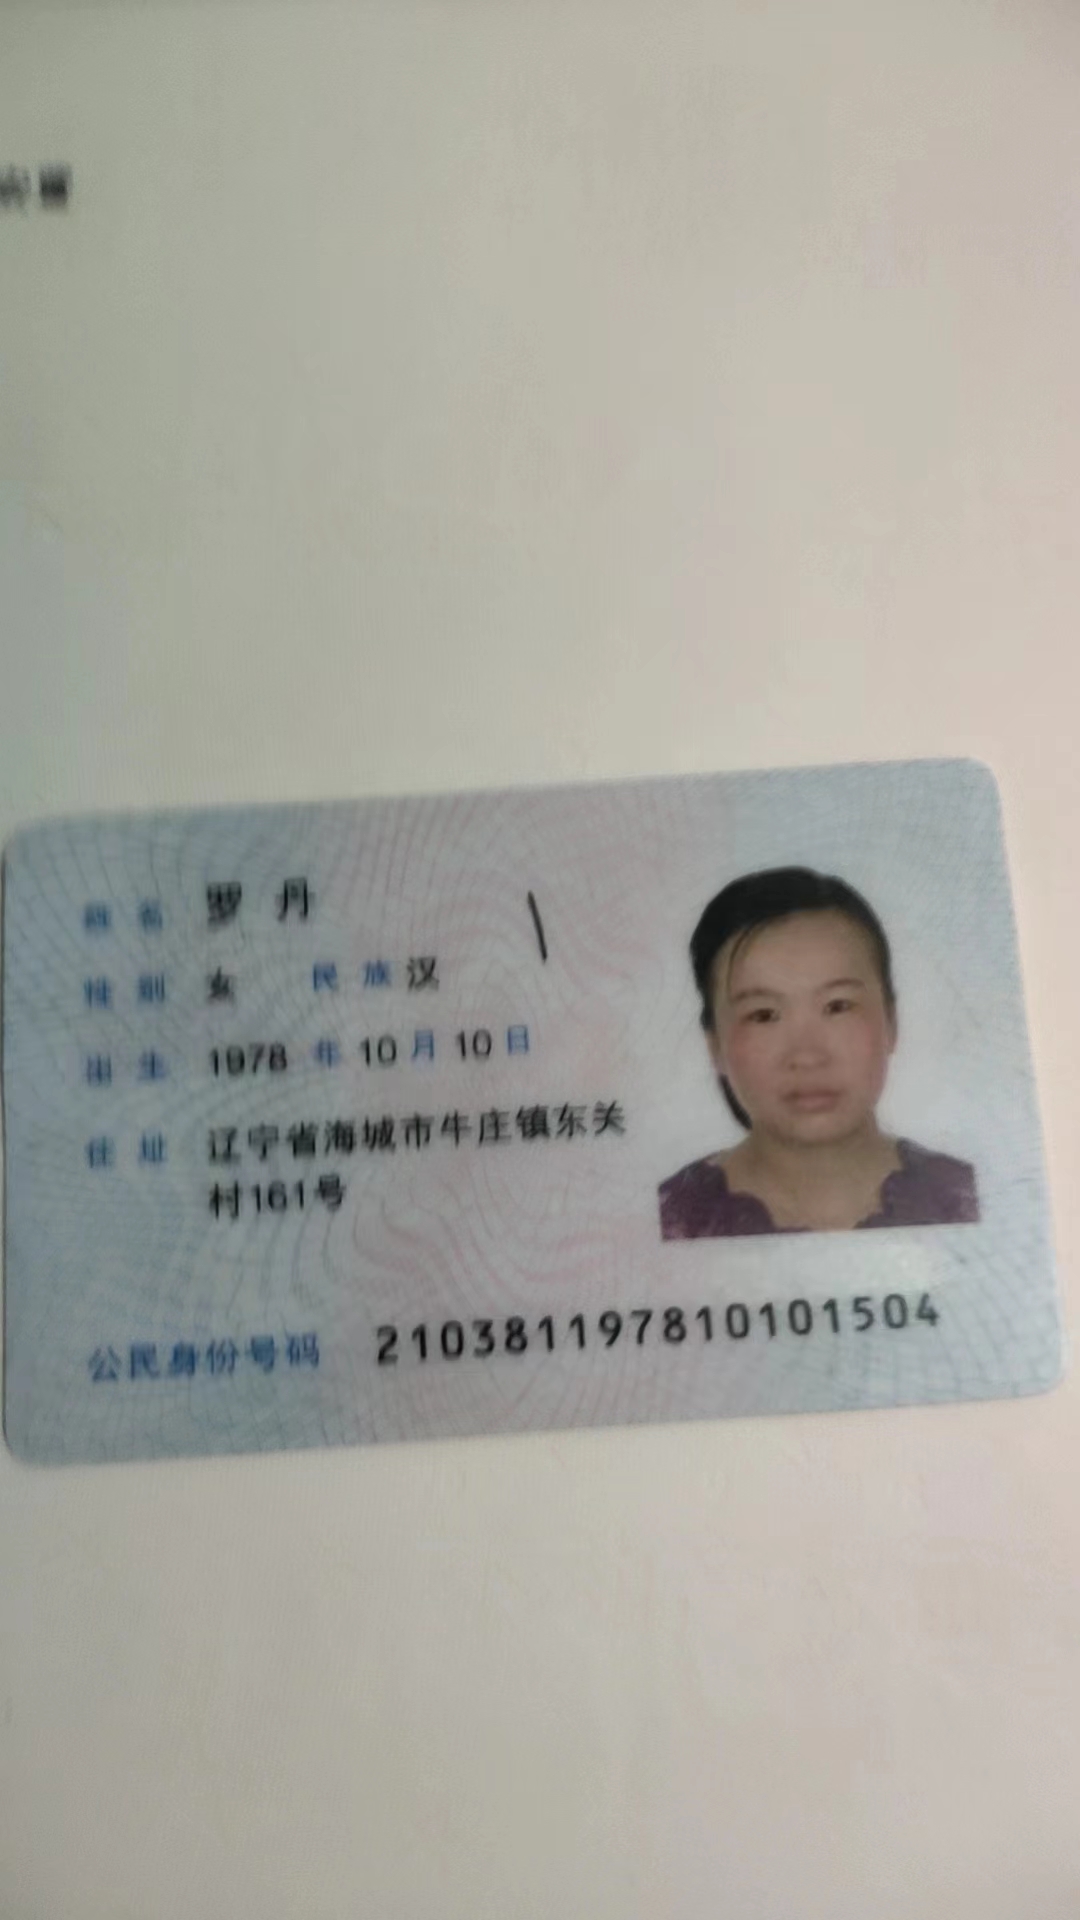 姓名 罗丹
性别 女 民族 汉
出生 1978 年 10 月 10 日
住址 辽宁省海城市牛庄镇东关
村161号
公民身份号码 210381197810101504